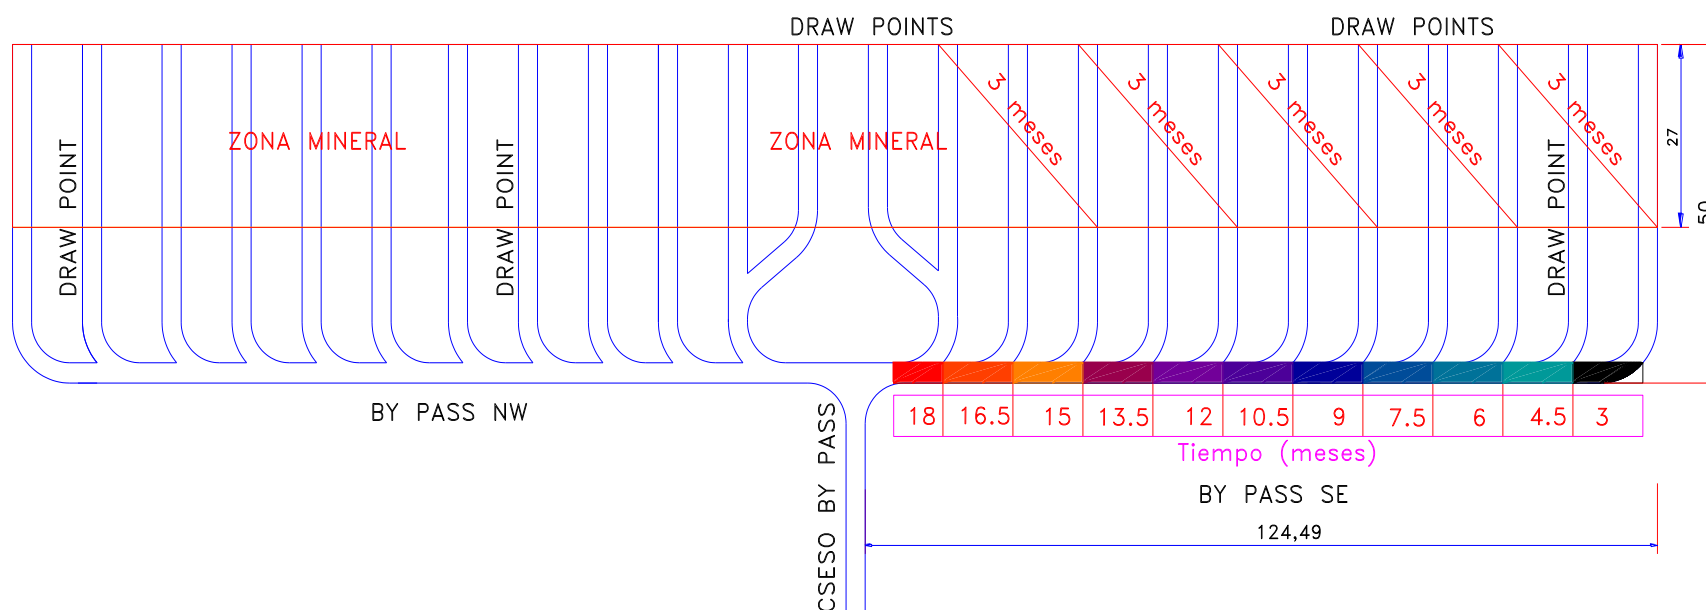 DRAW POINTS
DRAW POINTS
3 meses
3 meses
3 meses
3 meses
3 meses
ZONA MINERAL
ZONA MINERAL
27
DRAW POINT
DRAW POINT
DRAW POINT
50
18 16.5 15 13.5 12 10.5 9 7.5 6 4.5 3
BY PASS NW
Tiempo (meses)
BY PASS SE
124,49
CSESO BY PASS